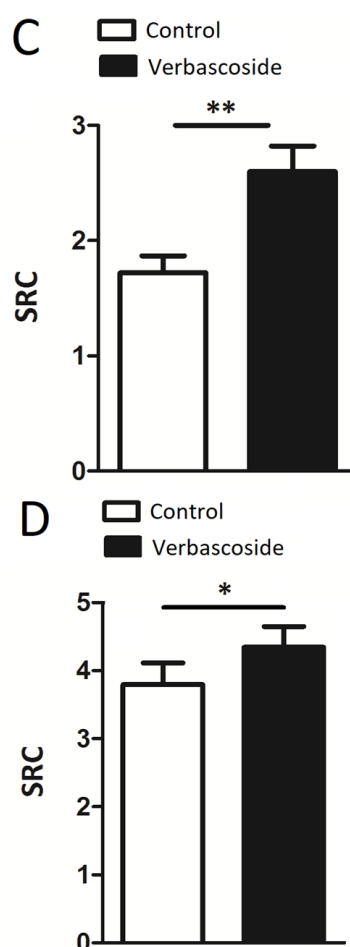 C
Control
Verbascoside
**
3
2
1
0
SRC
D
Control
Verbascoside
*
5
4
3
2
1
0
SRC